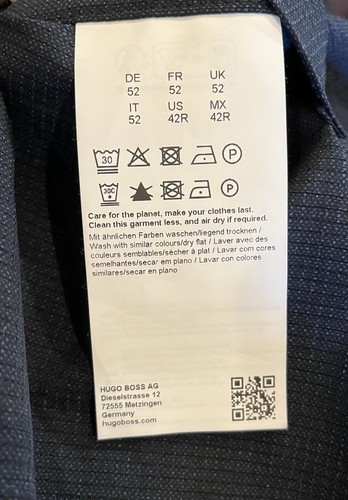 DE FR UK
52 52 52
IT US MX
52 42R 42R
30 P
30C P
Care for the planet, make your clothes last.
Clean this garment less, and air dry if required.
Mit ähnlichen Farben waschen/liegend trocknen /
Wash with similar colours/dry flat / Laver avec des
couleurs semblables/sécher à plat / Lavar con cores
semelhantes/secar em plano / Lavar con colores
similares/secar en plano
HUGO BOSS AG
Dieselstrasse 12
72555 Metzingen
Germany
hugoboss.com